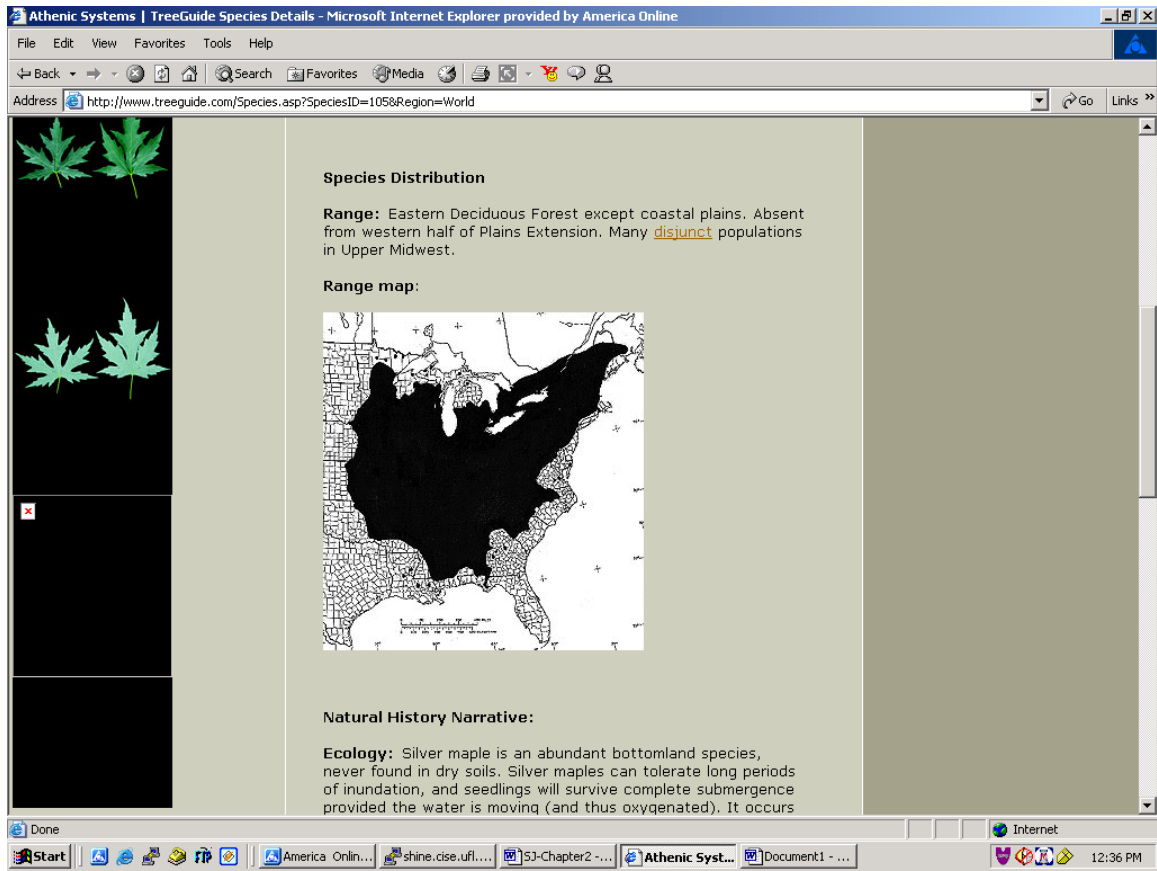 Athenic Systems | TreeGuide Species Details - Microsoft Internet Explorer provided by America Online
File Edit View Favorites Tools Help
Back Search Favorites Media
Address http://www.treeguide.com/Species.asp?SpeciesID=105&Region=World Go Links »
Species Distribution
Range: Eastern Deciduous Forest except coastal plains. Absent
from western half of Plains Extension. Many disjunct populations
in Upper Midwest.
Range map:
Natural History Narrative:
Ecology: Silver maple is an abundant bottomland species,
never found in dry soils. Silver maples can tolerate long periods
of inundation, and seedlings will survive complete submergence
provided the water is moving (and thus oxygenated). It occurs
Done Internet
Start America Onlin... shine.cise.ufl.... SJ-Chapter2 -... Athenic Syst... Document1 - ... 12:36 PM